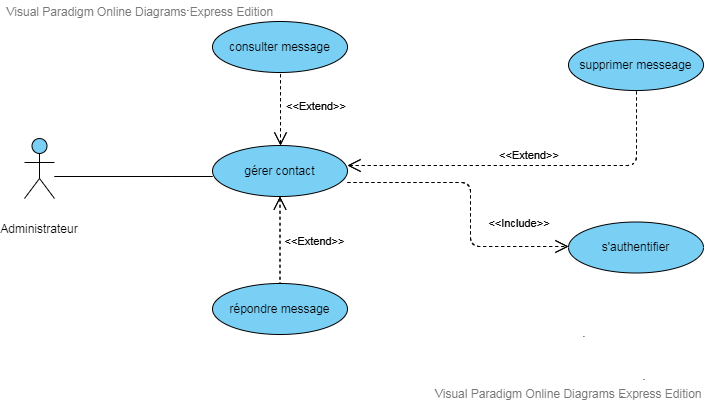 Visual Paradigm Online Diagrams Express Edition
consulter message
supprimer messeage
<<Extend>>
<<Extend>>
gérer contact
Administrateur
<<Include>>
<<Extend>>
s'authentifier
répondre message
Visual Paradigm Online Diagrams Express Edition